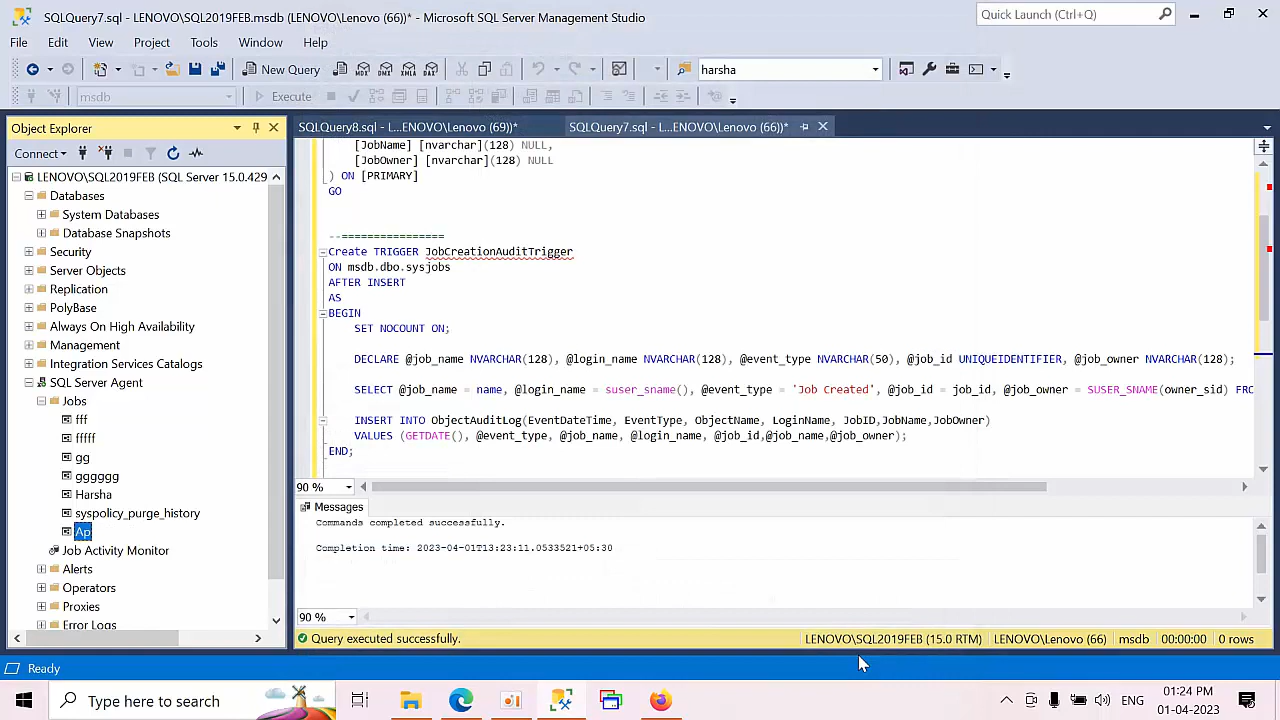 SQLQuery7.sql - LENOVO\SQL2019FEB.msdb (LENOVO\Lenovo (66))* - Microsoft SQL Server Management Studio
Quick Launch (Ctrl+Q)
File Edit View Project Tools Window Help
New Query MDX DMX XMLA DAX harsha
msdb Execute
Object Explorer
SQLQuery8.sql - L...ENOVO\Lenovo (69))* SQLQuery7.sql - L...ENOVO\Lenovo (66))*
Connect
LENOVO\SQL2019FEB (SQL Server 15.0.429
Databases
System Databases
Database Snapshots
Security
Server Objects
Replication
PolyBase
Always On High Availability
Management
Integration Services Catalogs
SQL Server Agent
Jobs
fff
fffff
gg
gggggg
Harsha
syspolicy_purge_history
Ap
Job Activity Monitor
Alerts
Operators
Proxies
Error Logs
[JobName] [nvarchar](128) NULL,
[JobOwner] [nvarchar](128) NULL
) ON [PRIMARY]
GO
--================
Create TRIGGER JobCreationAuditTrigger
ON msdb.dbo.sysjobs
AFTER INSERT
AS
BEGIN
SET NOCOUNT ON;
DECLARE @job_name NVARCHAR(128), @login_name NVARCHAR(128), @event_type NVARCHAR(50), @job_id UNIQUEIDENTIFIER, @job_owner NVARCHAR(128);
SELECT @job_name = name, @login_name = suser_sname(), @event_type = 'Job Created', @job_id = job_id, @job_owner = SUSER_SNAME(owner_sid) FRO
INSERT INTO ObjectAuditLog(EventDateTime, EventType, ObjectName, LoginName, JobID,JobName,JobOwner)
VALUES (GETDATE(), @event_type, @job_name, @login_name, @job_id,@job_name,@job_owner);
END;
90 %
Messages
Commands completed successfully.
Completion time: 2023-04-01T13:23:11.0533521+05:30
90 %
Query executed successfully. LENOVO\SQL2019FEB (15.0 RTM) LENOVO\Lenovo (66) msdb 00:00:00 0 rows
Ready
Type here to search
ENG
01:24 PM
01-04-2023